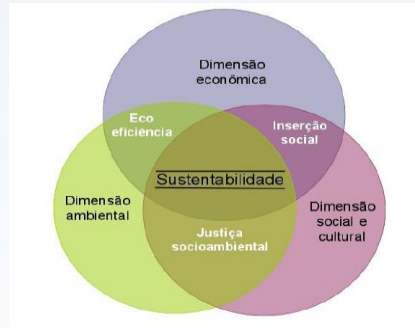 Dimensão
econômica
Eco
eficiência
Inserção
social
Sustentabilidade
Dimensão
ambiental
Dimensão
social e
cultural
Justiça
socioambiental